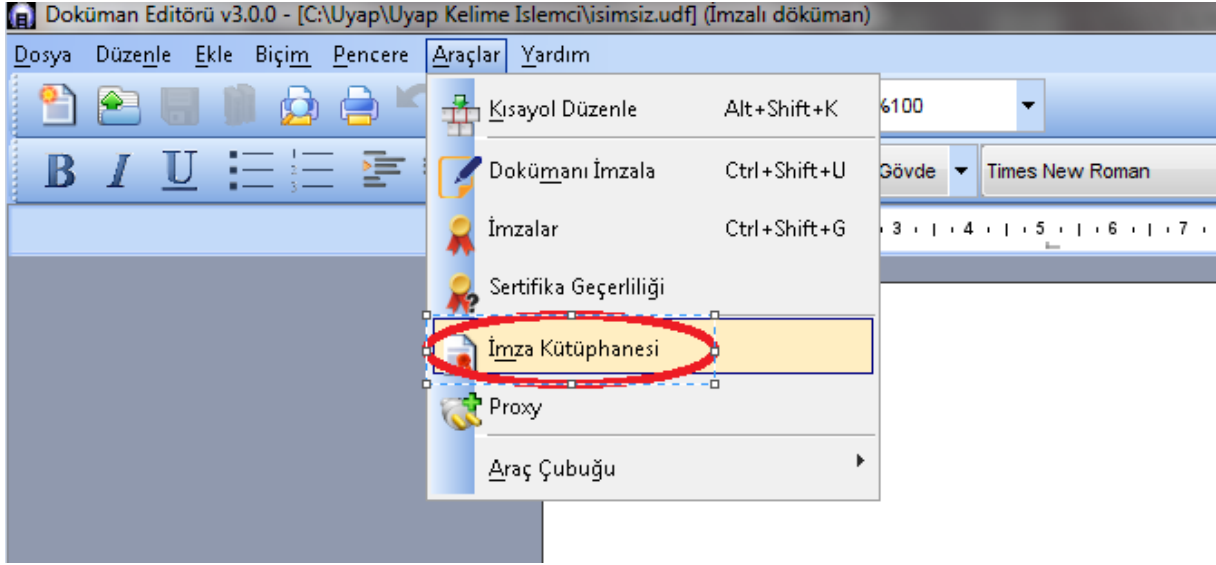 Doküman Editörü v3.0.0 - [C:\Uyap\Uyap Kelime Islemci\isimsiz.udf] (İmzalı döküman)
Dosya Düzenle Ekle Biçim Pencere Araçlar Yardım
Kısayol Düzenle Alt+Shift+K
%100
B I U
Dokümanı İmzala Ctrl+Shift+U
Gövde Times New Roman
İmzalar Ctrl+Shift+G
3 4 5 6 7
Sertifika Geçerliliği
İmza Kütüphanesi
Proxy
Araç Çubuğu